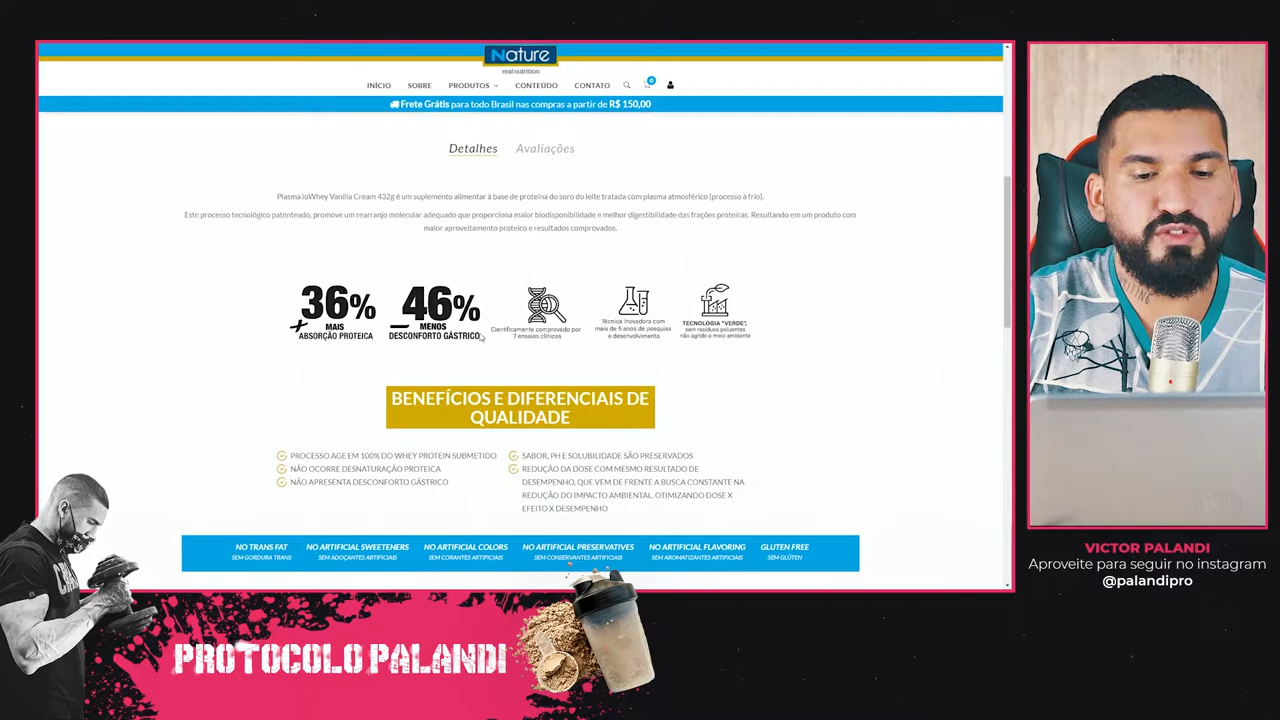 Nature
real nutrition
INÍCIO SOBRE PRODUTOS CONTEÚDO CONTATO 0
Frete Grátis para todo Brasil nas compras a partir de R$ 150,00
Detalhes Avaliações
Plasma ioWhey Vanilla Cream 432g é um suplemento alimentar à base de proteína do soro do leite tratada com plasma atmosférico (processo à frio).
Este processo tecnológico patenteado, promove um rearranjo molecular adequado que proporciona maior biodisponibilidade e melhor digestibilidade das frações proteicas. Resultando em um produto com
maior aproveitamento proteico e resultados comprovados.
+36%
MAIS
ABSORÇÃO PROTEICA
-46%
MENOS
DESCONFORTO GÁSTRICO
Cientificamente comprovado por
7 ensaios clínicos
Técnica Inovadora com
mais de 5 anos de pesquisa
e desenvolvimento
TECNOLOGIA "VERDE",
sem resíduos poluentes
não agride o meio ambiente
BENEFÍCIOS E DIFERENCIAIS DE
QUALIDADE
PROCESSO AGE EM 100% DO WHEY PROTEIN SUBMETIDO
NÃO OCORRE DESNATURAÇÃO PROTEICA
NÃO APRESENTA DESCONFORTO GÁSTRICO
SABOR, PH E SOLUBILIDADE SÃO PRESERVADOS
REDUÇÃO DA DOSE COM MESMO RESULTADO DE
DESEMPENHO, QUE VEM DE FRENTE A BUSCA CONSTANTE NA
REDUÇÃO DO IMPACTO AMBIENTAL. OTIMIZANDO DOSE X
EFEITO X DESEMPENHO
NO TRANS FAT NO ARTIFICIAL SWEETENERS NO ARTIFICIAL COLORS NO ARTIFICIAL PRESERVATIVES NO ARTIFICIAL FLAVORING GLUTEN FREE
SEM GORDURA TRANS SEM ADOÇANTES ARTIFICIAIS SEM CORANTES ARTIFICIAIS SEM CONSERVANTES ARTIFICIAIS SEM AROMATIZANTES ARTIFICIAIS SEM GLÚTEN
VICTOR PALANDI
Aproveite para seguir no instagram
@palandipro
PROTOCOLO PALANDI